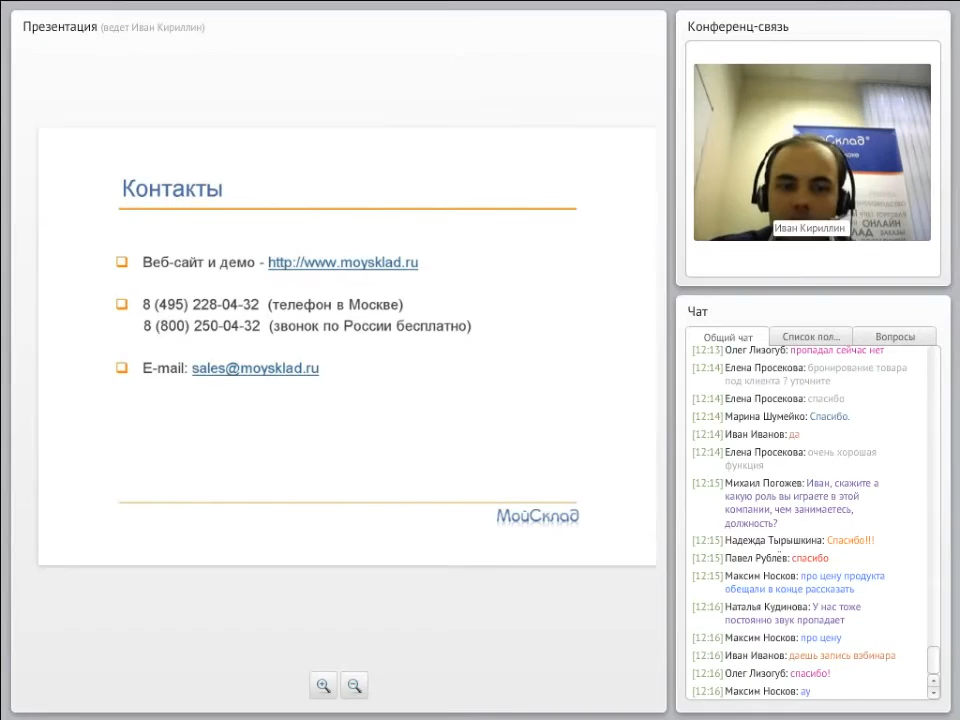 Презентация (ведет Иван Кириллин)
Контакты
Веб-сайт и демо - http://www.moysklad.ru
8 (495) 228-04-32 (телефон в Москве)
8 (800) 250-04-32 (звонок по России бесплатно)
E-mail: sales@moysklad.ru
МойСклад
Конференц-связь
Склад®
Иван Кириллин
ОНЛАЙН
Чат
Общий чат
Список пол...
Вопросы
[12:13] Олег Лизогуб: пропадал сейчас нет
[12:14] Елена Просекова: бронирование товара
под клиента ? уточните
[12:14] Елена Просекова: спасибо
[12:14] Марина Шумейко: Спасибо.
[12:14] Иван Иванов: да
[12:14] Елена Просекова: очень хорошая
функция
[12:15] Михаил Погожев: Иван, скажите а
какую роль вы играете в этой
компании, чем занимаетесь,
должность?
[12:15] Надежда Тырышкина: Спасибо!!!
[12:15] Павел Рублёв: спасибо
[12:15] Максим Носков: про цену продукта
обещали в конце рассказать
[12:16] Наталья Кудинова: У нас тоже
постоянно звук пропадает
[12:16] Максим Носков: про цену
[12:16] Иван Иванов: даешь запись вэбинара
[12:16] Олег Лизогуб: спасибо!
[12:16] Максим Носков: ау